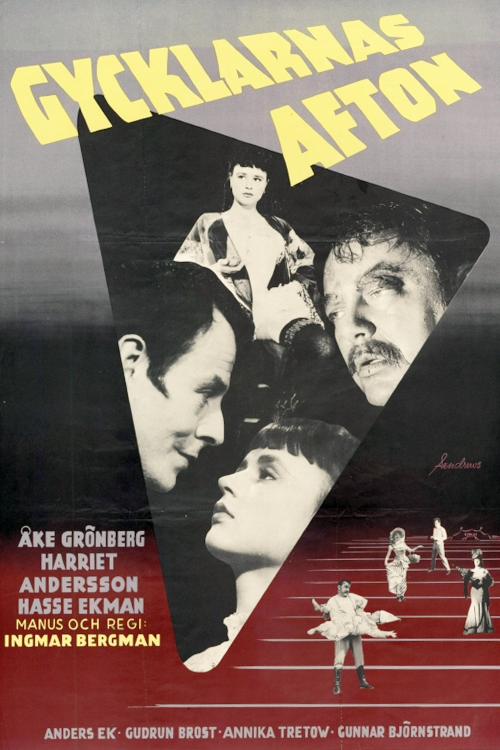 GYCKLARNAS
AFTON
Sandrews
ÅKE GRÖNBERG
HARRIET
ANDERSSON
HASSE EKMAN
MANUS OCH REGI:
INGMAR BERGMAN
ANDERS EK · GUDRUN BROST · ANNIKA TRETOW · GUNNAR BJÖRNSTRAND